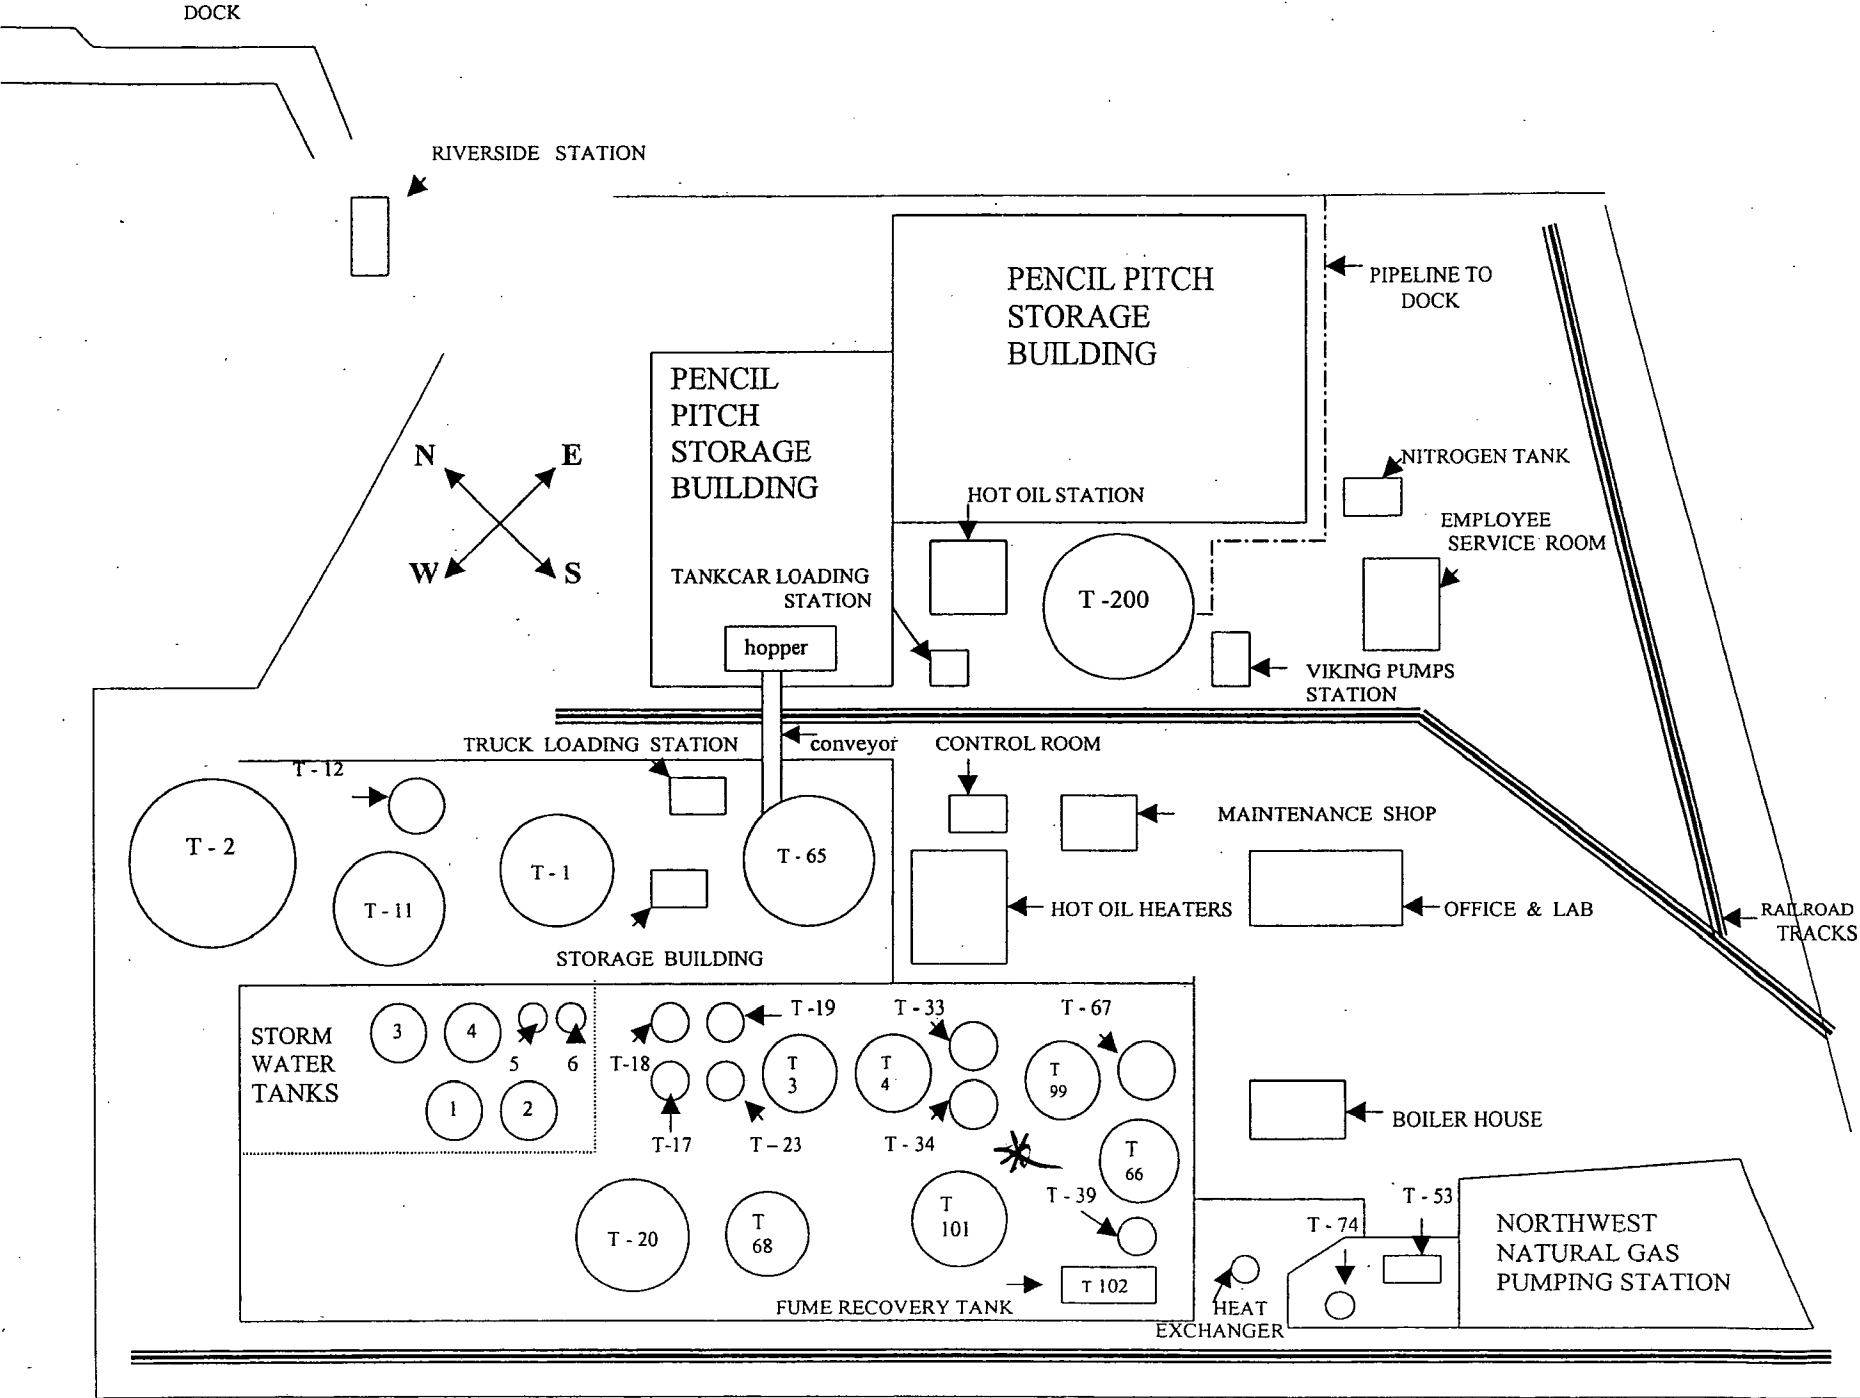 DOCK
RIVERSIDE STATION
PENCIL PITCH
STORAGE
BUILDING
PIPELINE TO
DOCK
PENCIL
PITCH
STORAGE
BUILDING
N E
W S
NITROGEN TANK
HOT OIL STATION
EMPLOYEE
SERVICE ROOM
TANKCAR LOADING
STATION
T -200
hopper
VIKING PUMPS
STATION
TRUCK LOADING STATION
conveyor
CONTROL ROOM
T - 12
MAINTENANCE SHOP
T - 2
T - 65
T - 1
T - 11
HOT OIL HEATERS
OFFICE & LAB
RAILROAD
TRACKS
STORAGE BUILDING
STORM
WATER
TANKS
3
4
5
6
1
2
T -19
T - 33
T - 67
T-18
T
3
T
4
T
99
T-17
T – 23
T - 34
BOILER HOUSE
T
66
T - 39
T - 53
T - 20
T
68
T
101
T - 74
NORTHWEST
NATURAL GAS
PUMPING STATION
T 102
FUME RECOVERY TANK
HEAT
EXCHANGER